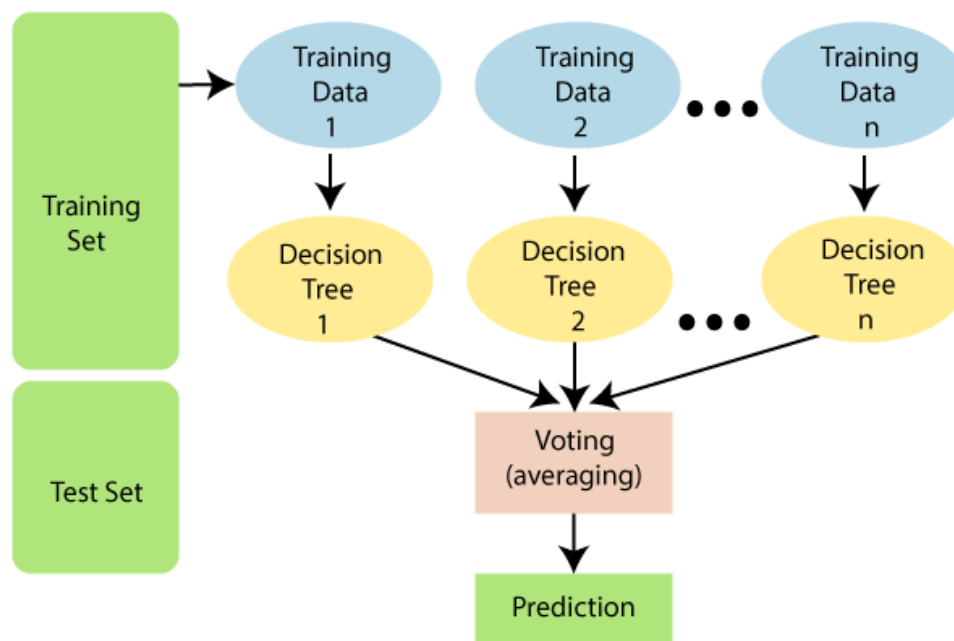 Training
Set
Test Set
Training
Data
1
Training
Data
2
Training
Data
n
Decision
Tree
1
Decision
Tree
2
Decision
Tree
n
Voting
(averaging)
Prediction